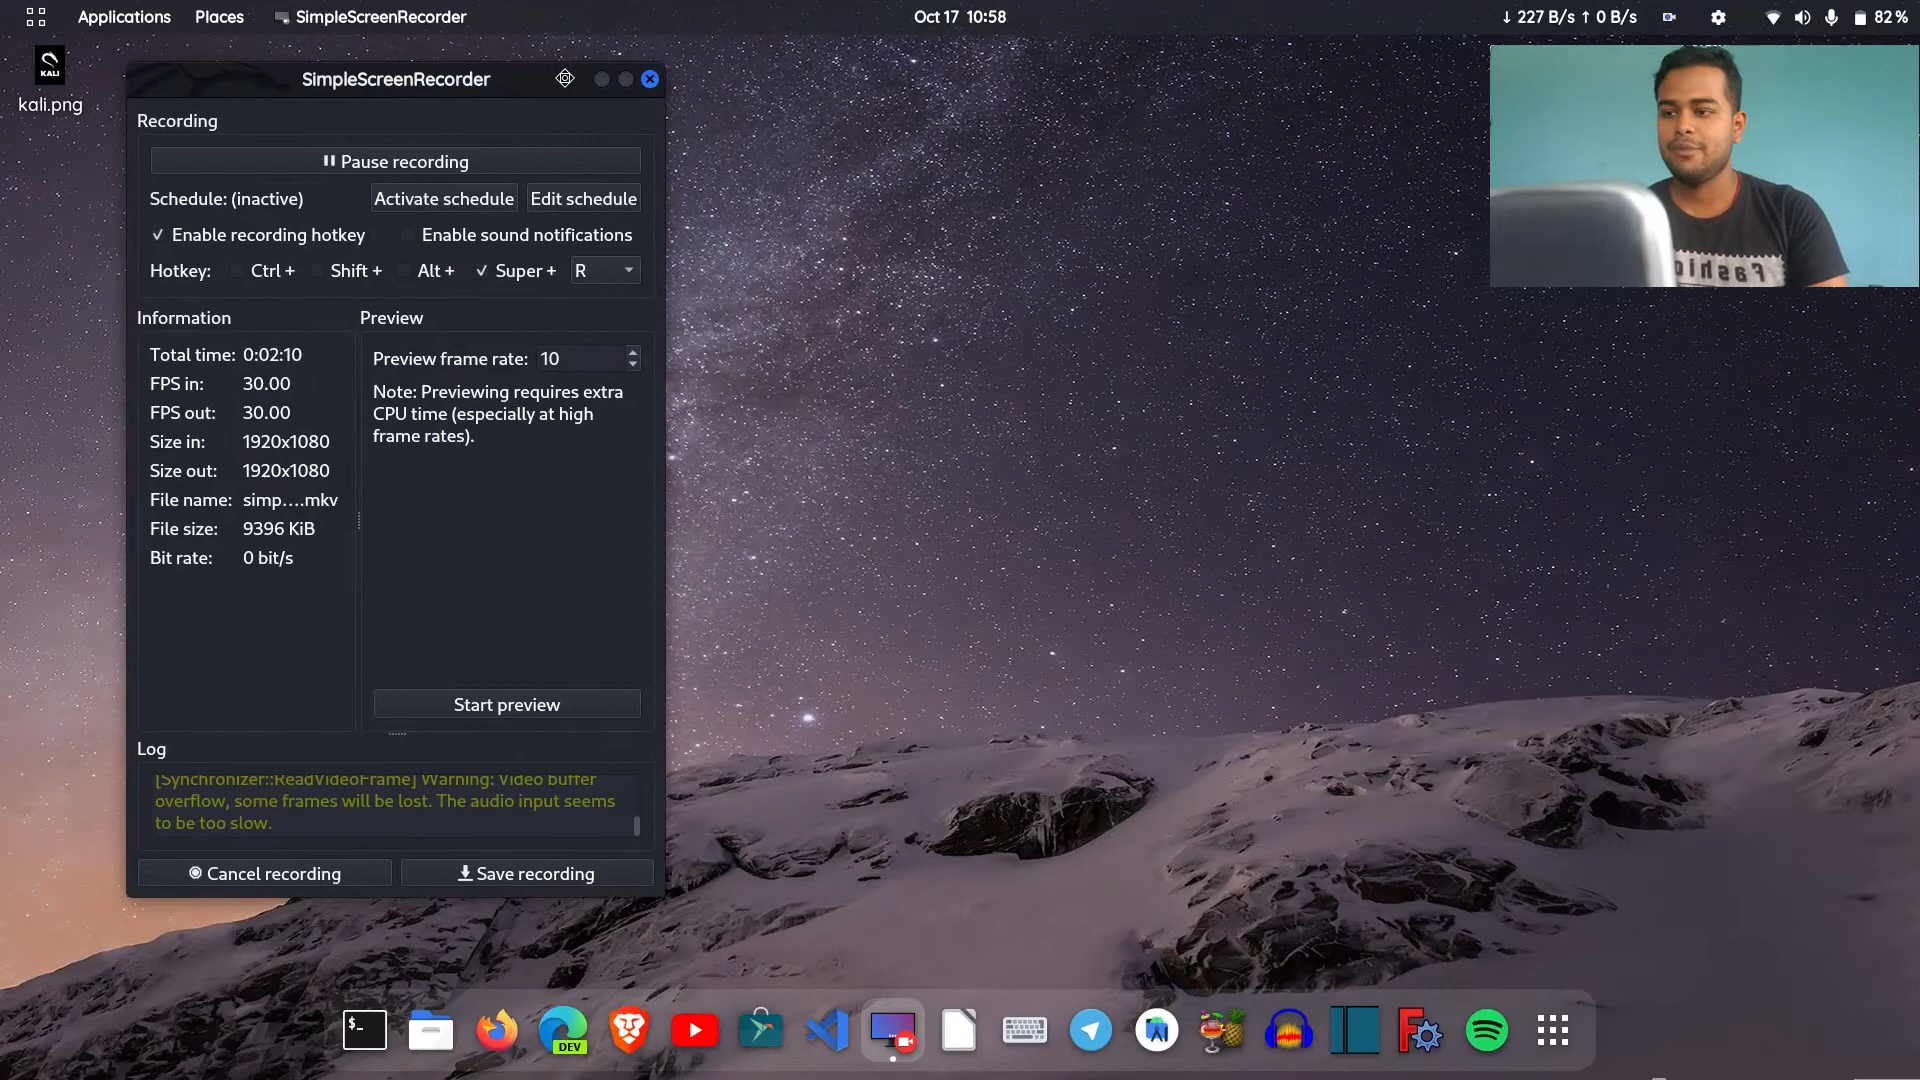 Applications Places SimpleScreenRecorder Oct 17 10:58 ↓ 227 B/s ↑ 0 B/s 82 %
KALI
kali.png
SimpleScreenRecorder
Recording
Pause recording
Schedule: (inactive) Activate schedule Edit schedule
✓ Enable recording hotkey Enable sound notifications
Hotkey: Ctrl + Shift + Alt + ✓ Super + R
Information
Total time: 0:02:10
FPS in: 30.00
FPS out: 30.00
Size in: 1920x1080
Size out: 1920x1080
File name: simp....mkv
File size: 9396 KiB
Bit rate: 0 bit/s
Preview
Preview frame rate: 10
Note: Previewing requires extra
CPU time (especially at high
frame rates).
Start preview
Log
[Synchronizer::ReadVideoFrame] Warning: Video buffer
overflow, some frames will be lost. The audio input seems
to be too slow.
Cancel recording Save recording
Fashio
$_
DEV